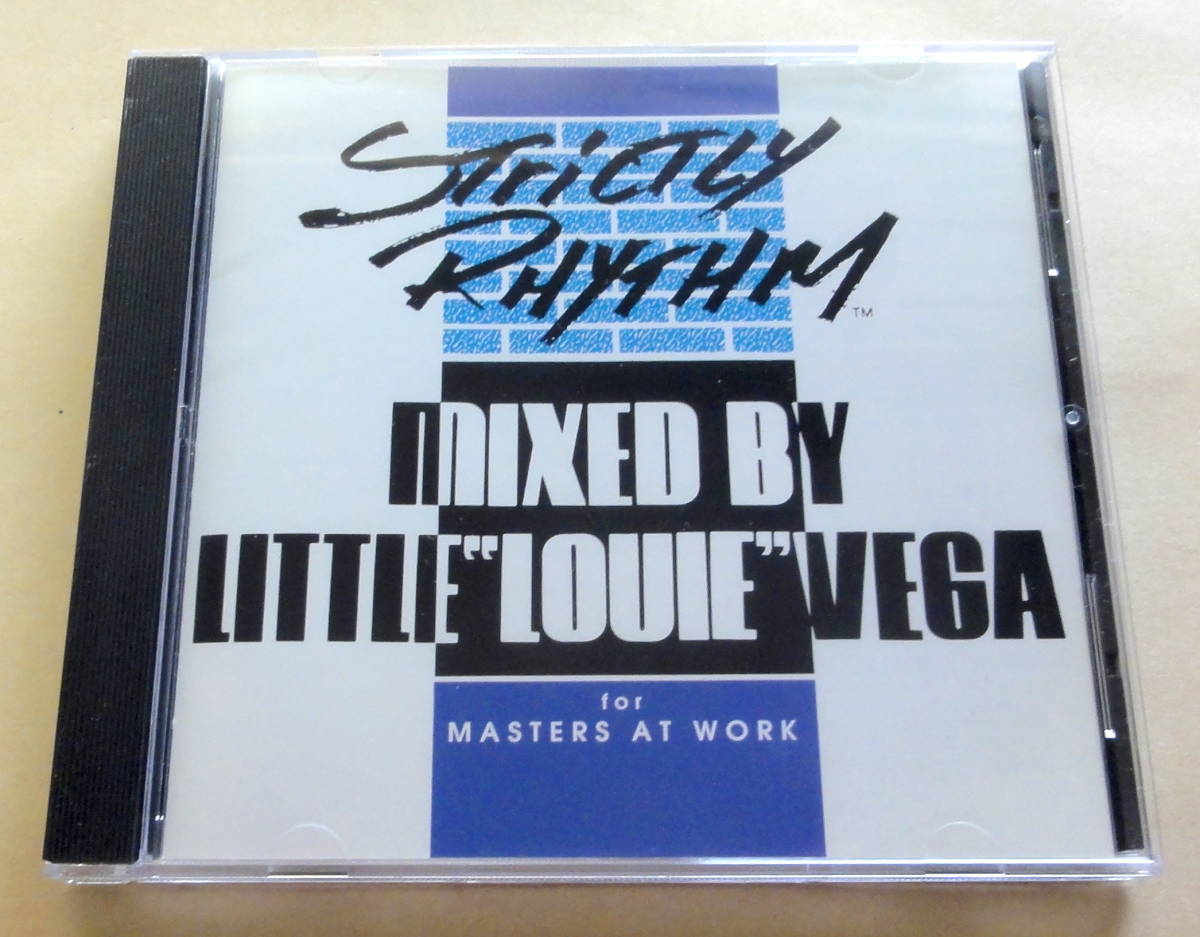 Strictly
Rhythm
TM
MIXED BY
LITTLE "LOUIE" VEGA
for
MASTERS AT WORK